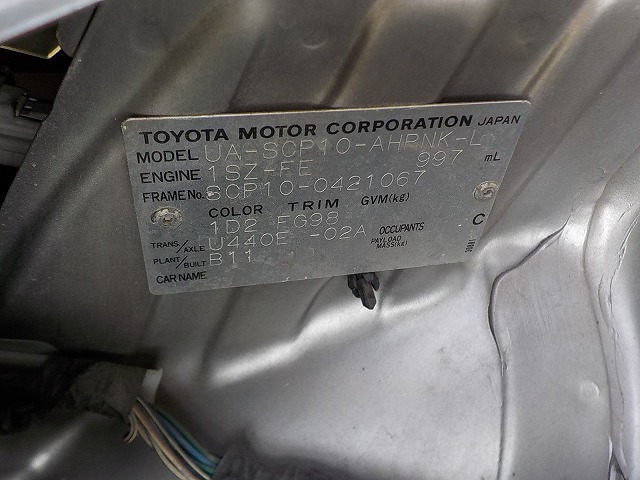 TOYOTA MOTOR CORPORATION JAPAN
MODEL UA-SCP10-AHPNK-L
ENGINE 1SZ-FE 997 mL
FRAME No. SCP10-0421067
COLOR TRIM GVM(kg)
1D2 FG98 C
TRANS./AXLE U440E -02A OCCUPANTS
PAYLOAD MASS(kg)
PLANT/BUILT B11
CAR NAME